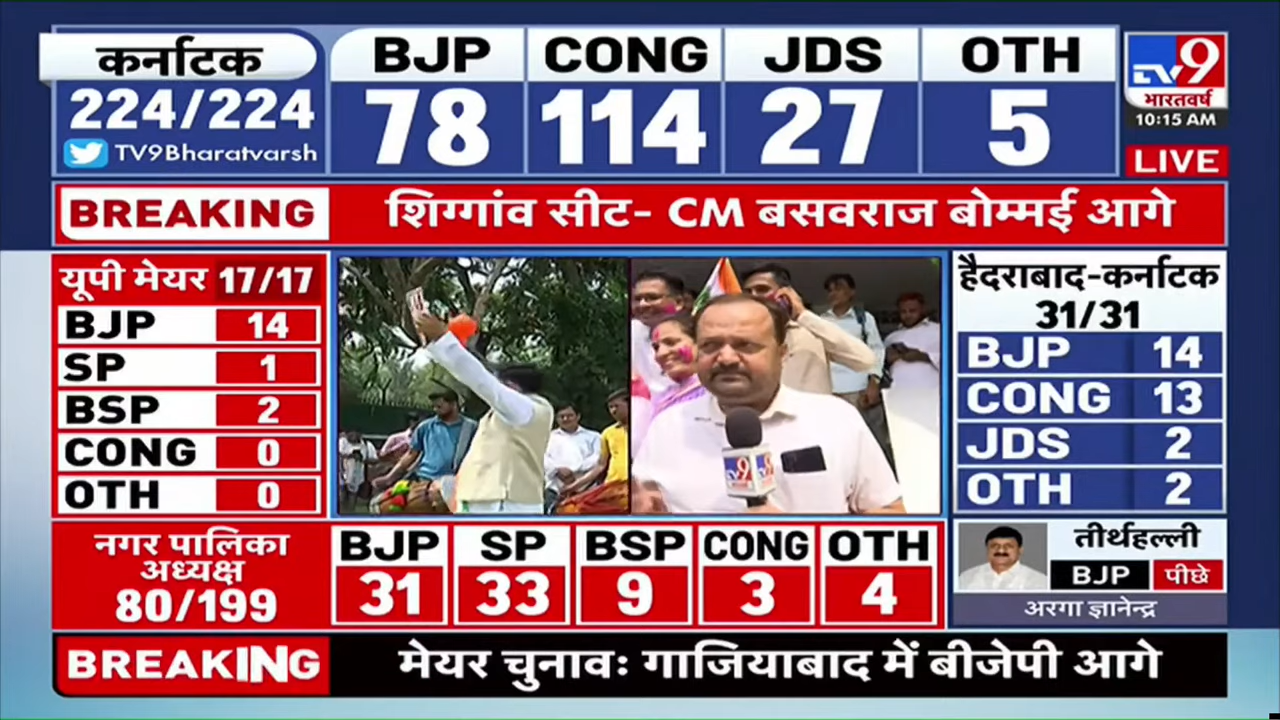 कर्नाटक
224/224
TV9Bharatvarsh
BJP CONG JDS OTH
78 114 27 5
TV9
भारतवर्ष
10:15 AM
LIVE
BREAKING शिग्गांव सीट- CM बसवराज बोम्मई आगे
यूपी मेयर 17/17
BJP 14
SP 1
BSP 2
CONG 0
OTH 0
TV9
हैदराबाद-कर्नाटक
31/31
BJP 14
CONG 13
JDS 2
OTH 2
नगर पालिका
अध्यक्ष
80/199
BJP SP BSP CONG OTH
31 33 9 3 4
तीर्थहल्ली
BJP पीछे
अरगा ज्ञानेन्द्र
BREAKING मेयर चुनावः गाजियाबाद में बीजेपी आगे